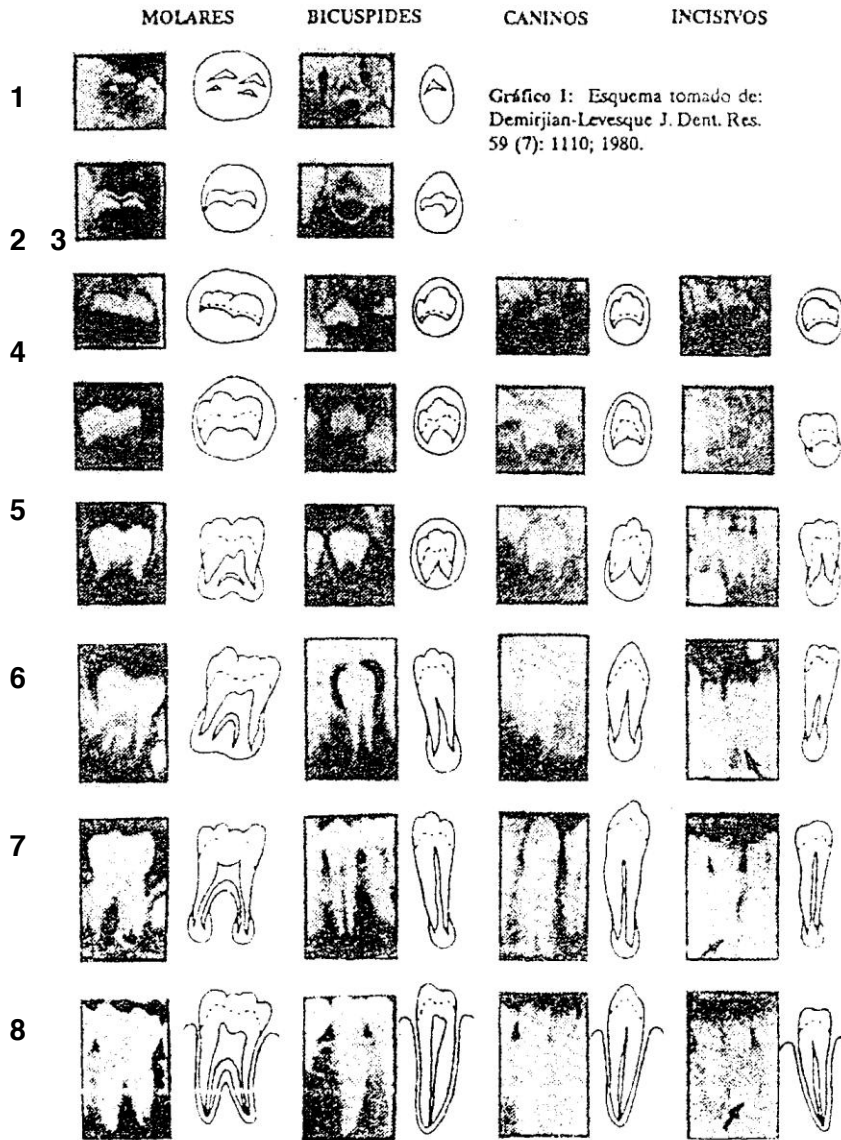 MOLARES BICUSPIDES CANINOS INCISIVOS
1
Gráfico 1: Esquema tomado de:
Demirjian-Levesque J. Dent. Res.
59 (7): 1110; 1980.
2 3
4
5
6
7
8